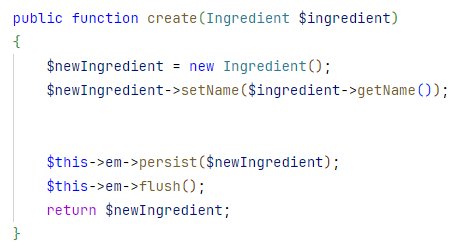 public function create(Ingredient $ingredient)
{
    $newIngredient = new Ingredient();
    $newIngredient->setName($ingredient->getName());
    $this->em->persist($newIngredient);
    $this->em->flush();
    return $newIngredient;
}